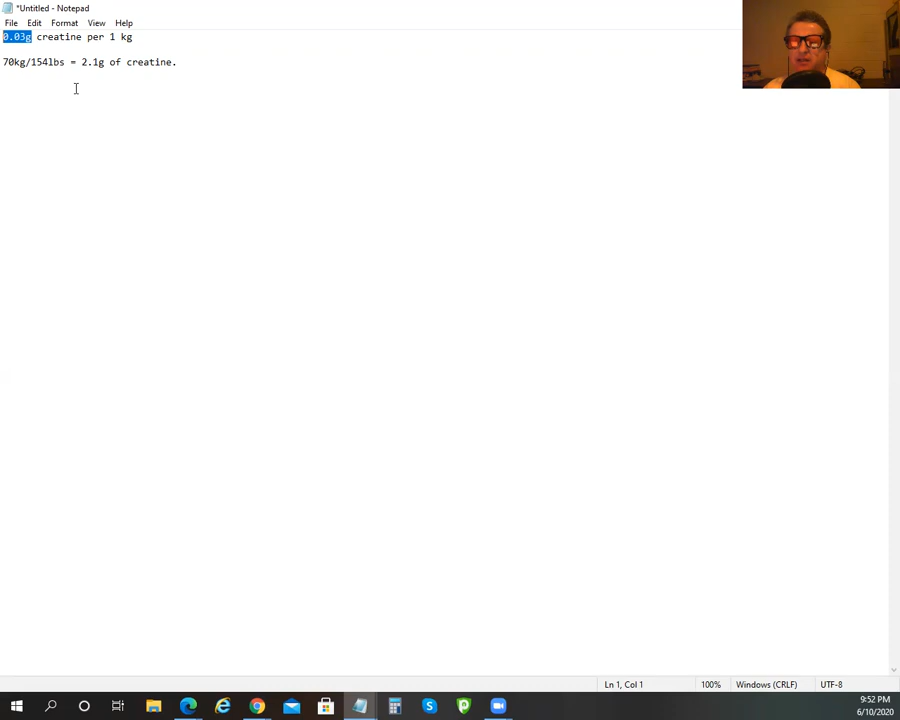 *Untitled - Notepad
File Edit Format View Help
0.03g creatine per 1 kg
70kg/154lbs = 2.1g of creatine.
Ln 1, Col 1 100% Windows (CRLF) UTF-8
9:52 PM
6/10/2020